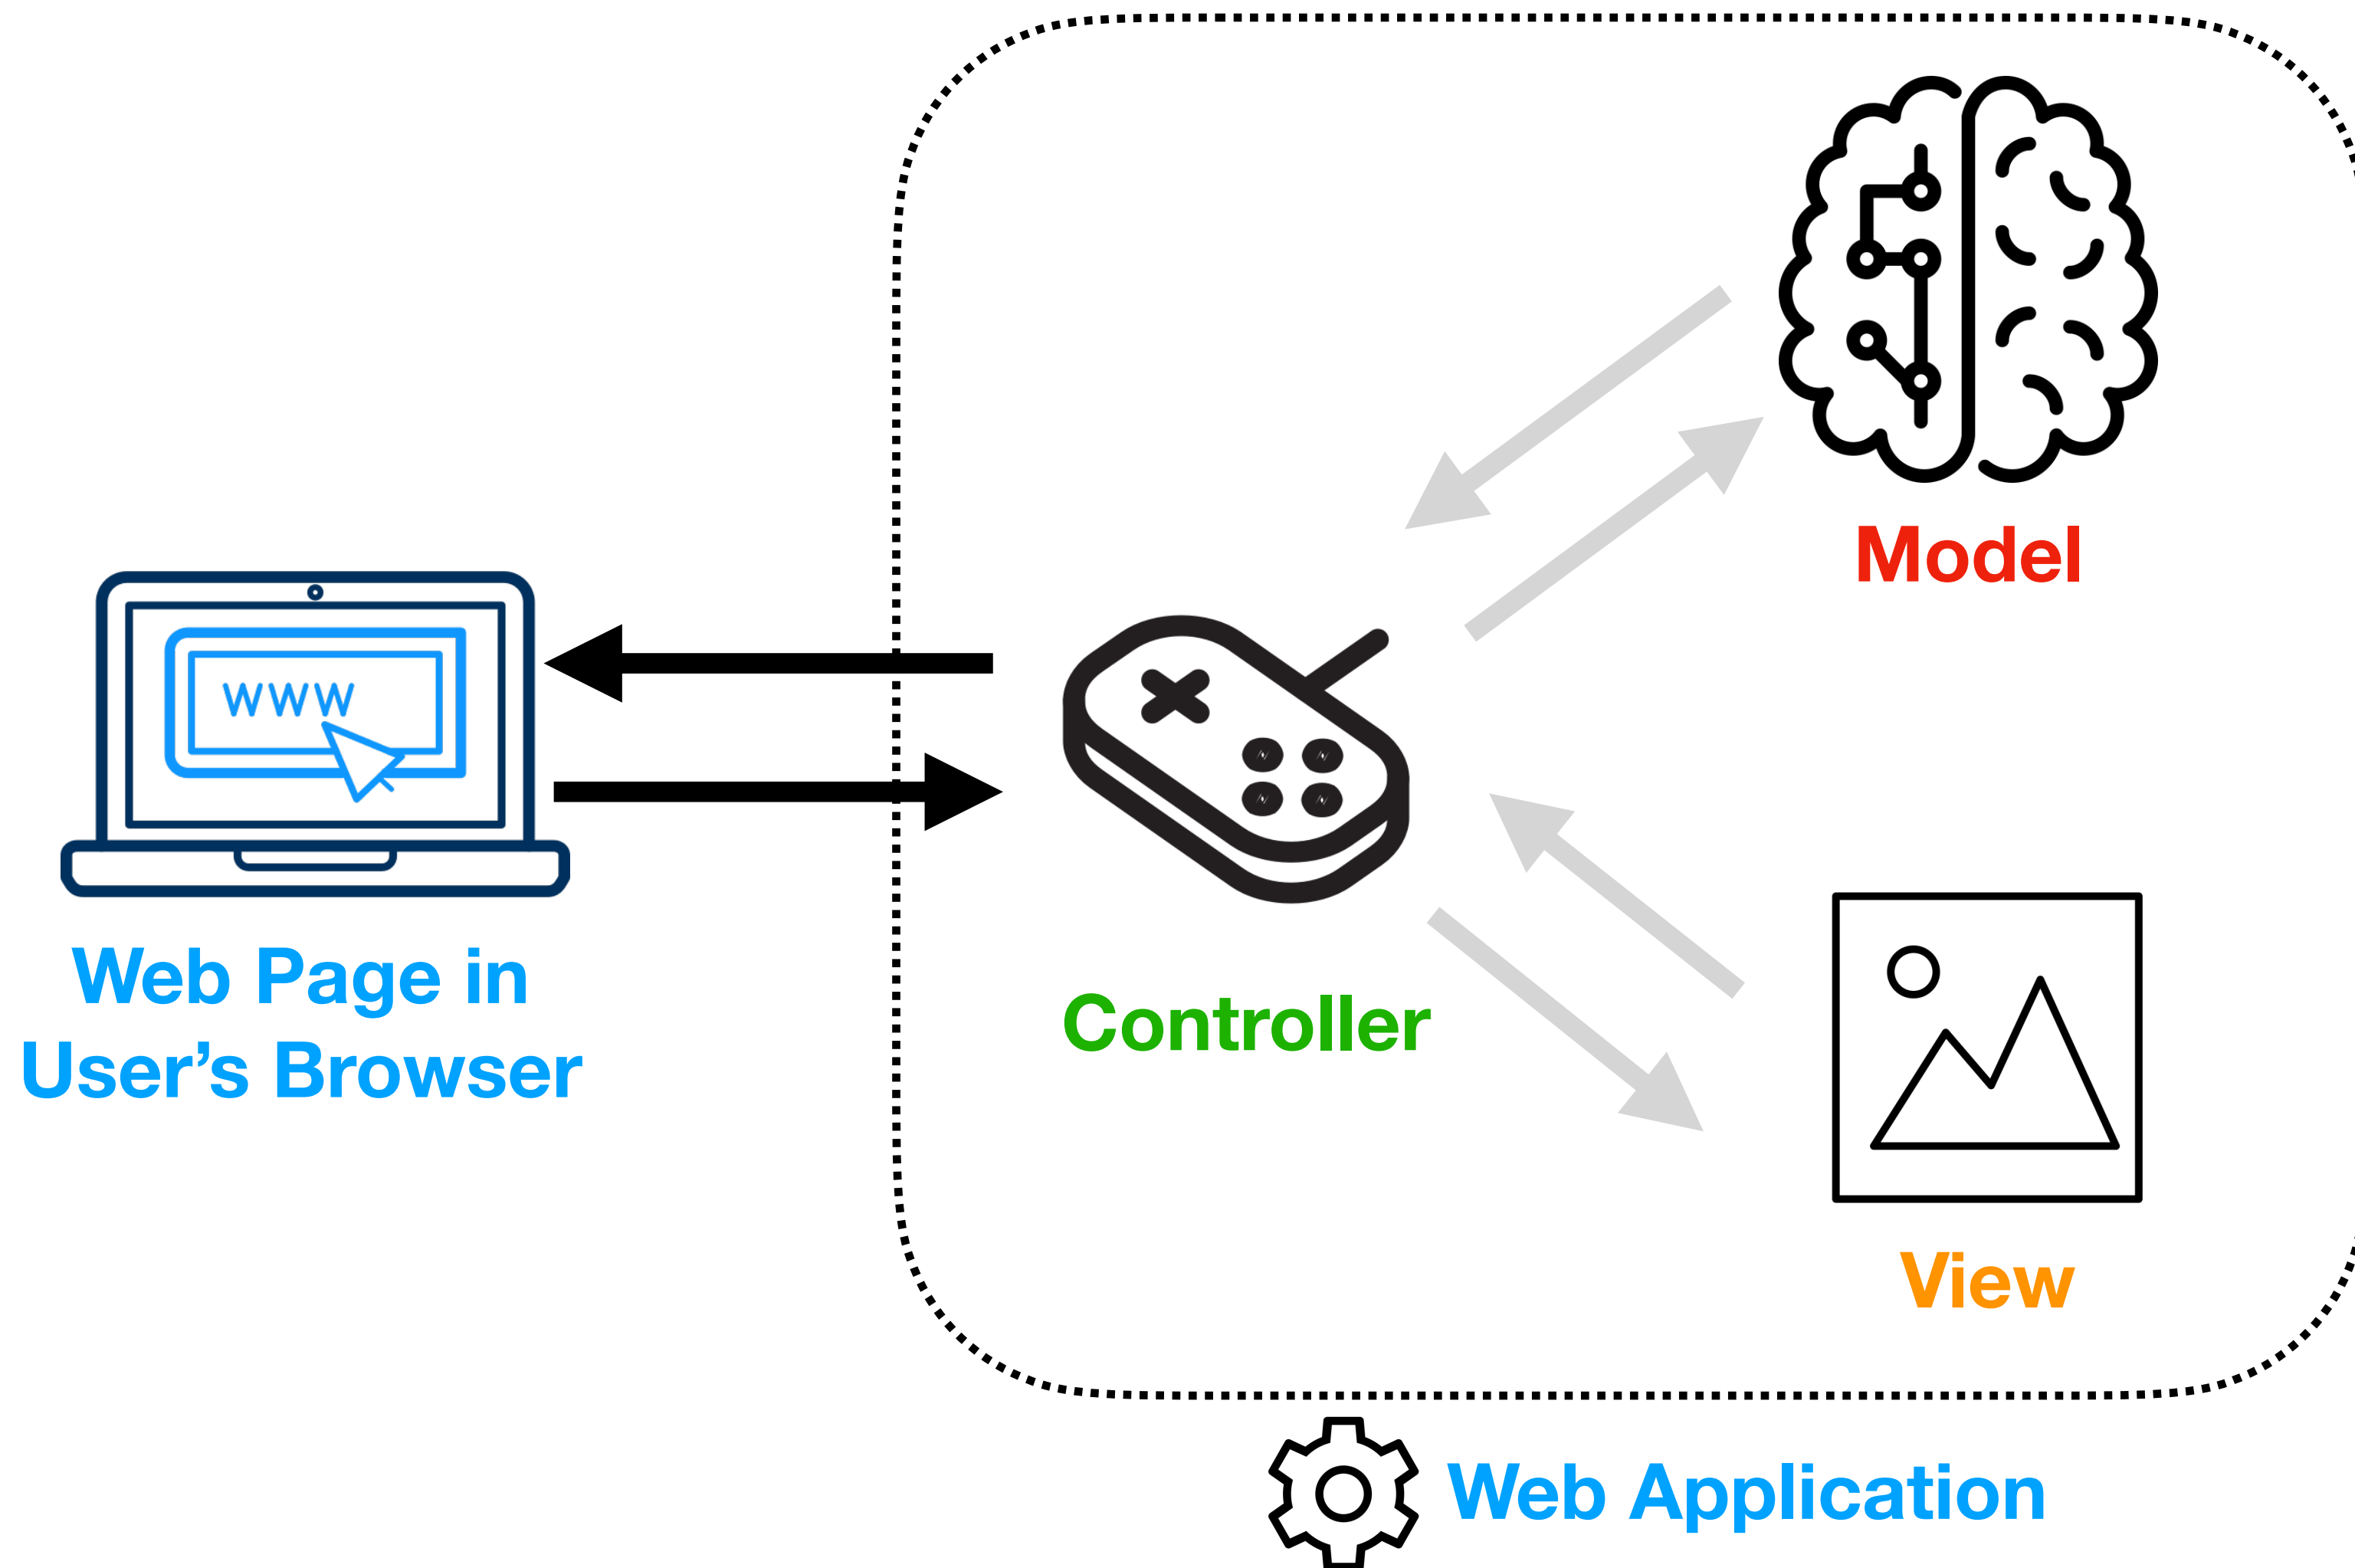 WWW
Model
Web Page in
User’s Browser
Controller
View
Web Application